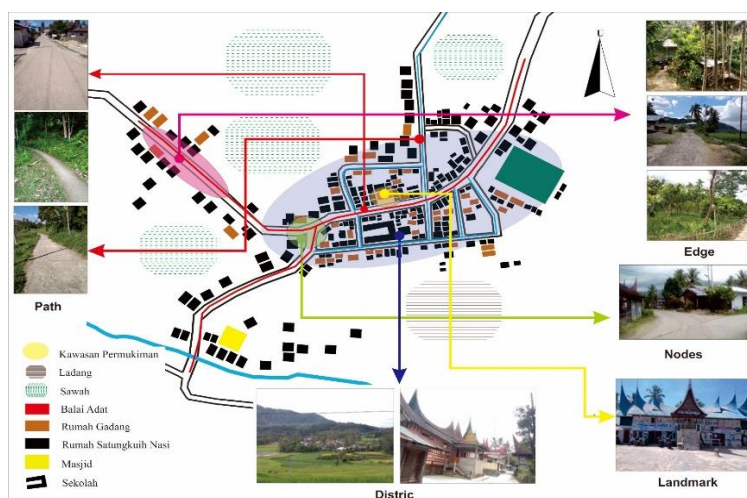 U
Path
Edge
Nodes
Landmark
Distric
Kawasan Permukiman
Ladang
Sawah
Balai Adat
Rumah Gadang
Rumah Satungkuih Nasi
Masjid
Sekolah